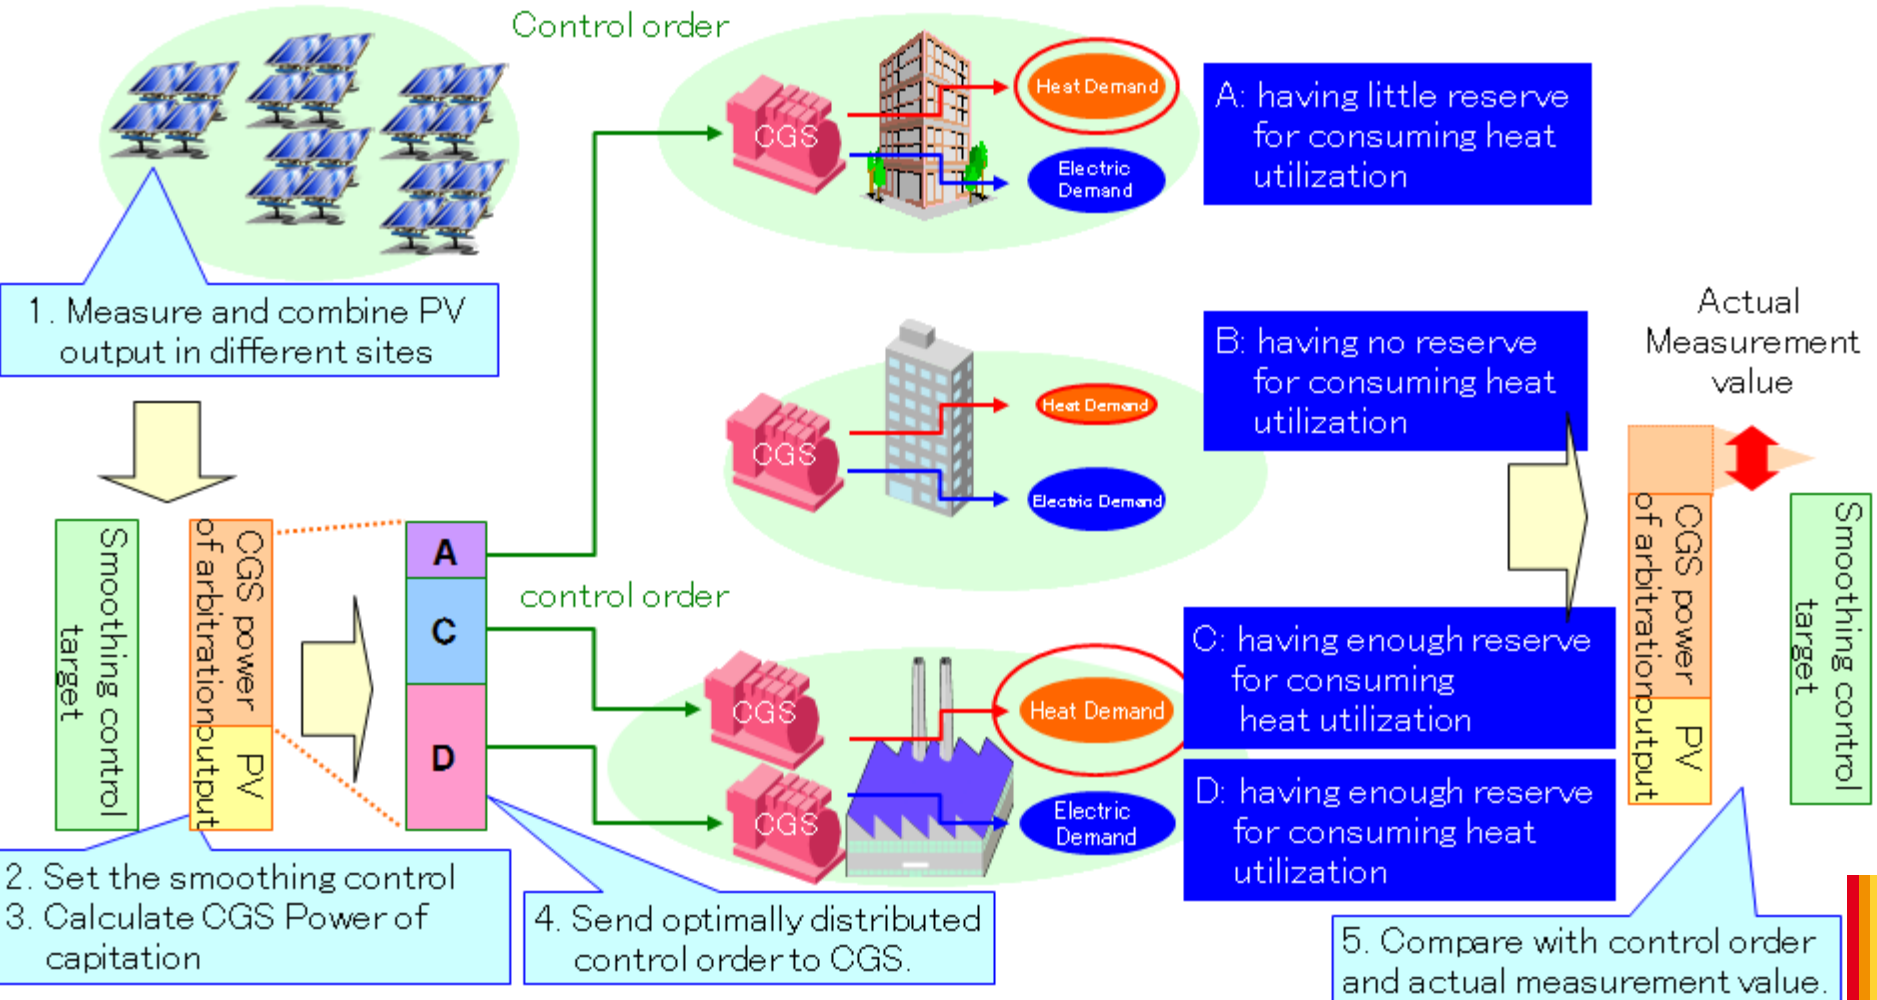 Control order
CGS
Heat Demand
Electric
Demand
A: having little reserve
for consuming heat
utilization
1. Measure and combine PV
output in different sites
CGS
Heat Demand
Electric Demand
B: having no reserve
for consuming heat
utilization
Actual
Measurement
value
Smoothing control
target
CGS power
of arbitration
PV
output
A
C
D
control order
CGS
CGS
Heat Demand
Electric
Demand
C: having enough reserve
for consuming
heat utilization
D: having enough reserve
for consuming heat
utilization
CGS power
of arbitration
PV
output
Smoothing control
target
2. Set the smoothing control
3. Calculate CGS Power of
capitation
4. Send optimally distributed
control order to CGS.
5. Compare with control order
and actual measurement value.